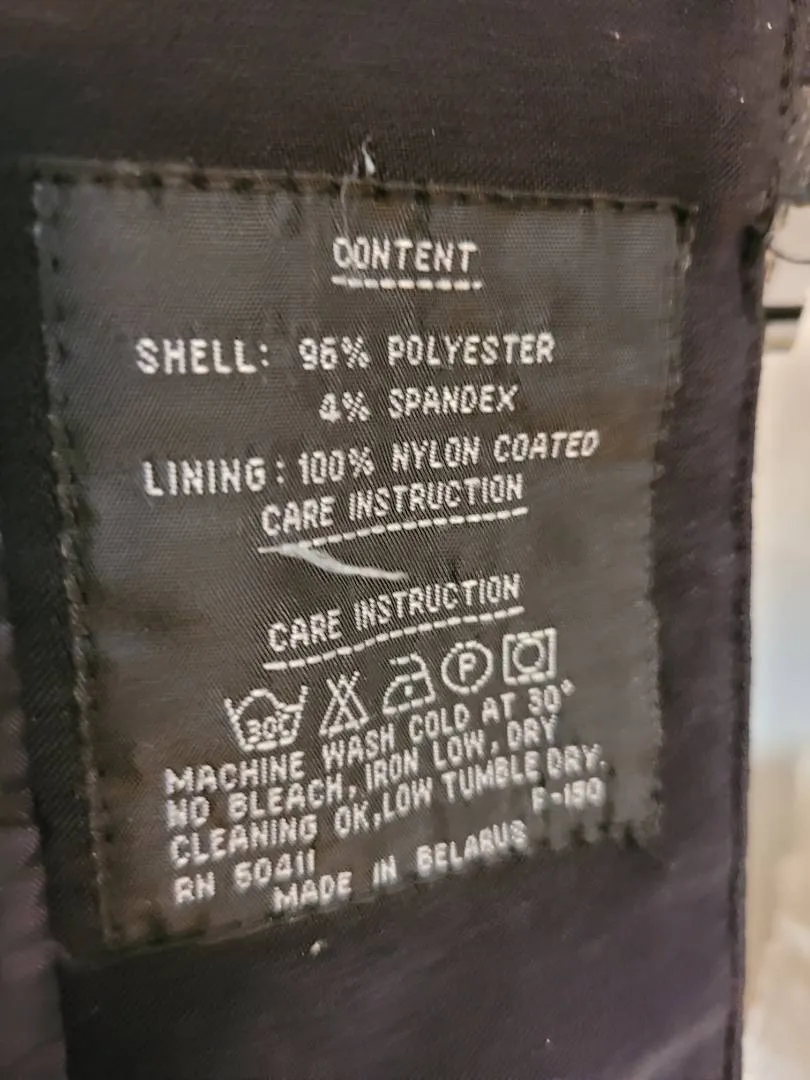 CONTENT
SHELL: 96% POLYESTER
4% SPANDEX
LINING: 100% NYLON COATED
CARE INSTRUCTION
CARE INSTRUCTION
30° P
MACHINE WASH COLD AT 30°
NO BLEACH, IRON LOW, DRY
CLEANING OK, LOW TUMBLE DRY.
RN 50411
MADE IN BELARUS